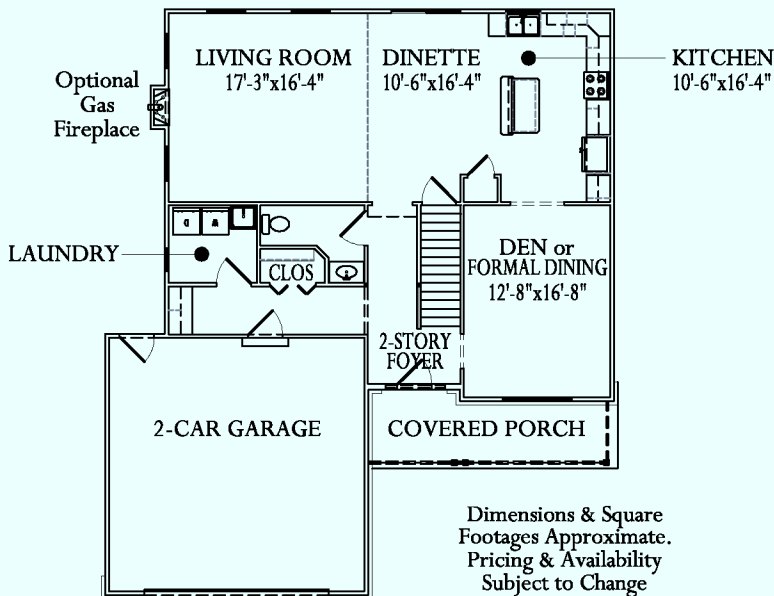 LIVING ROOM
17'-3"x16'-4"
DINETTE
10'-6"x16'-4"
KITCHEN
10'-6"x16'-4"
Optional
Gas
Fireplace
D
W
LAUNDRY
CLOS
DEN or
FORMAL DINING
12'-8"x16'-8"
2-STORY
FOYER
2-CAR GARAGE
COVERED PORCH
Dimensions & Square
Footages Approximate.
Pricing & Availability
Subject to Change